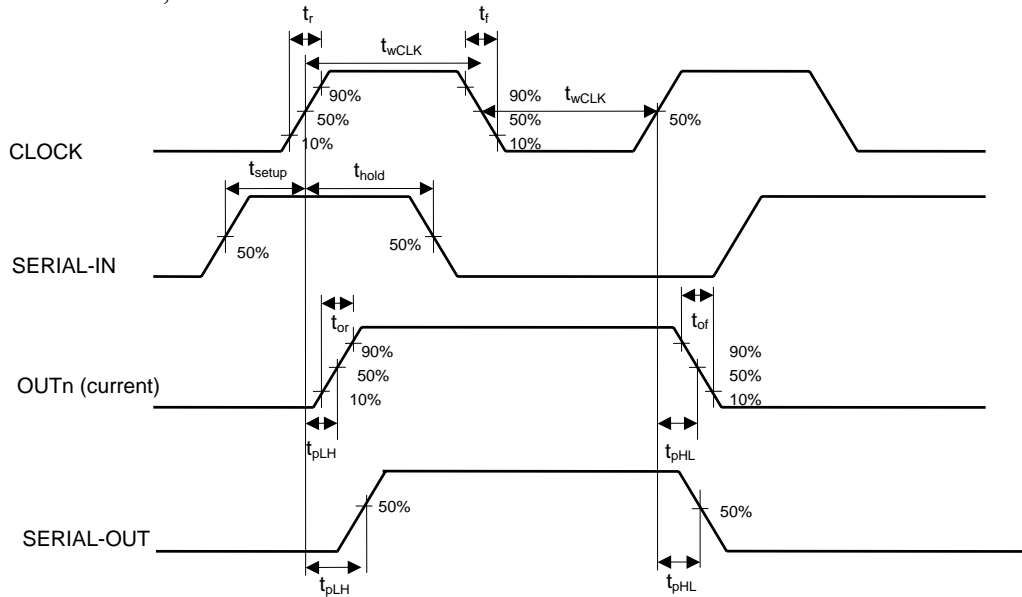 tr
tf
twCLK
90%
50%
10%
90%
50%
10%
twCLK
50%
CLOCK
tsetup
thold
50%
50%
SERIAL-IN
tor
tof
90%
50%
10%
90%
50%
10%
OUTn (current)
tpLH
tpHL
50%
50%
SERIAL-OUT
tpLH
tpHL